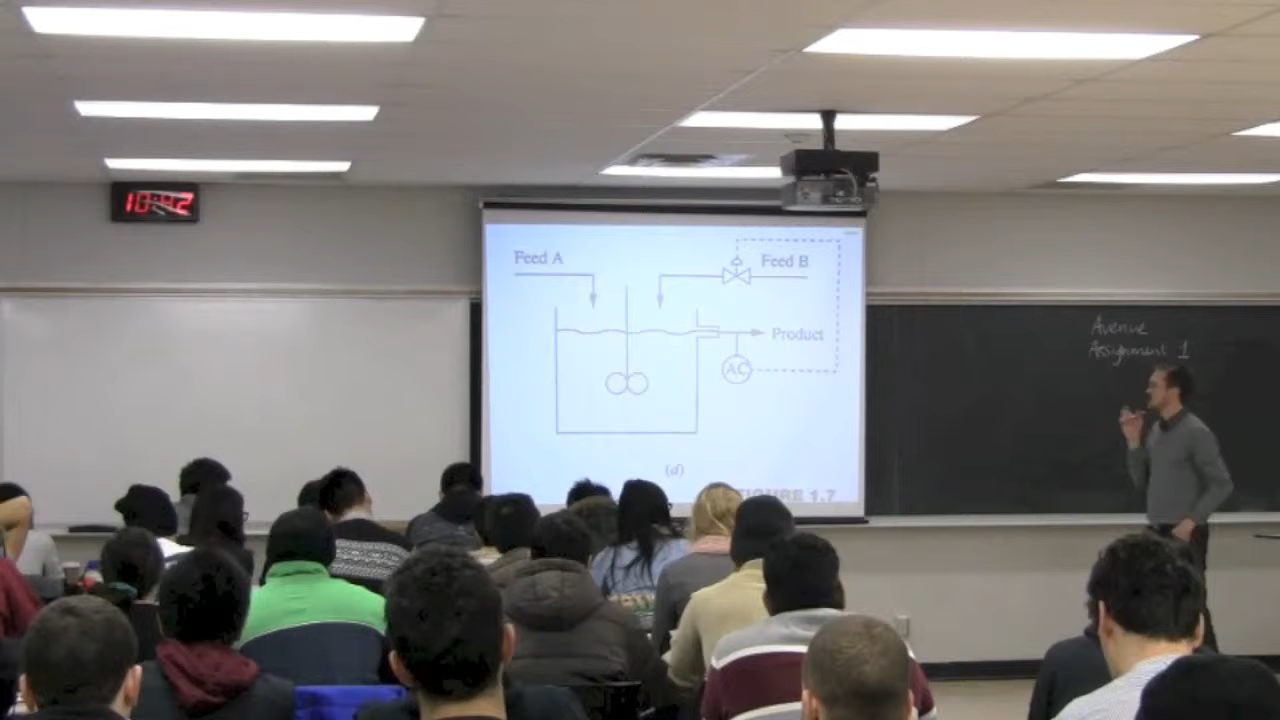 10:42
Feed A
Feed B
Product
AC
(d)
FIGURE 1.7
Avenue
Assignment 1